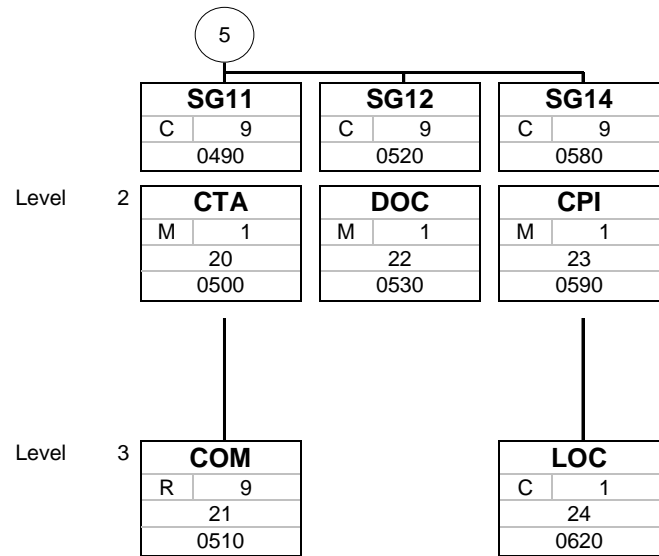 5
SG11 SG12 SG14
C 9 C 9 C 9
0490 0520 0580
Level 2 CTA DOC CPI
M 1 M 1 M 1
20 22 23
0500 0530 0590
Level 3 COM LOC
R 9 C 1
21 24
0510 0620